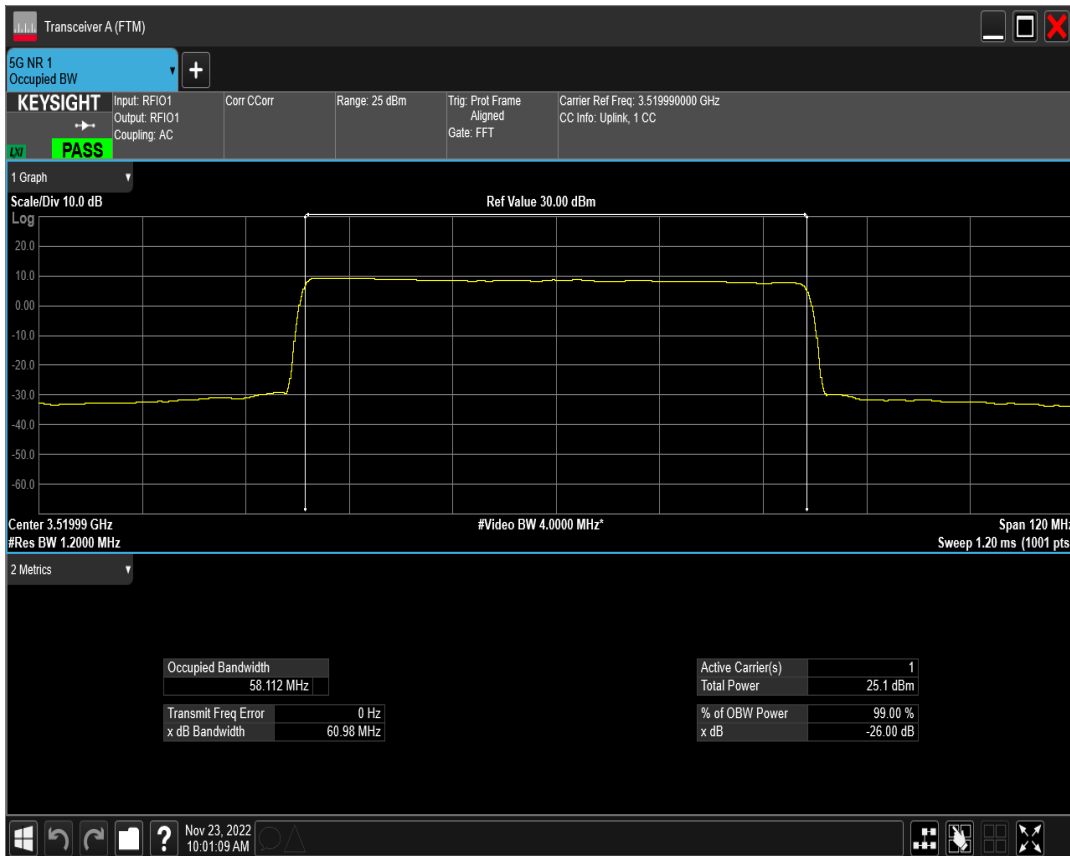 Transceiver A (FTM)
5G NR 1
Occupied BW
+
KEYSIGHT
LXI
PASS
Input: RFIO1
Output: RFIO1
Coupling: AC
Corr CCorr
Range: 25 dBm
Trig: Prot Frame
Aligned
Gate: FFT
Carrier Ref Freq: 3.519990000 GHz
CC Info: Uplink, 1 CC
1 Graph
Scale/Div 10.0 dB
Ref Value 30.00 dBm
Log
20.0
10.0
0.00
-10.0
-20.0
-30.0
-40.0
-50.0
-60.0
Center 3.51999 GHz
#Video BW 4.0000 MHz*
Span 120 MHz
#Res BW 1.2000 MHz
Sweep 1.20 ms (1001 pts
2 Metrics
Occupied Bandwidth
58.112 MHz
Transmit Freq Error 0 Hz
x dB Bandwidth 60.98 MHz
Active Carrier(s) 1
Total Power 25.1 dBm
% of OBW Power 99.00 %
x dB -26.00 dB
?
Nov 23, 2022
10:01:09 AM